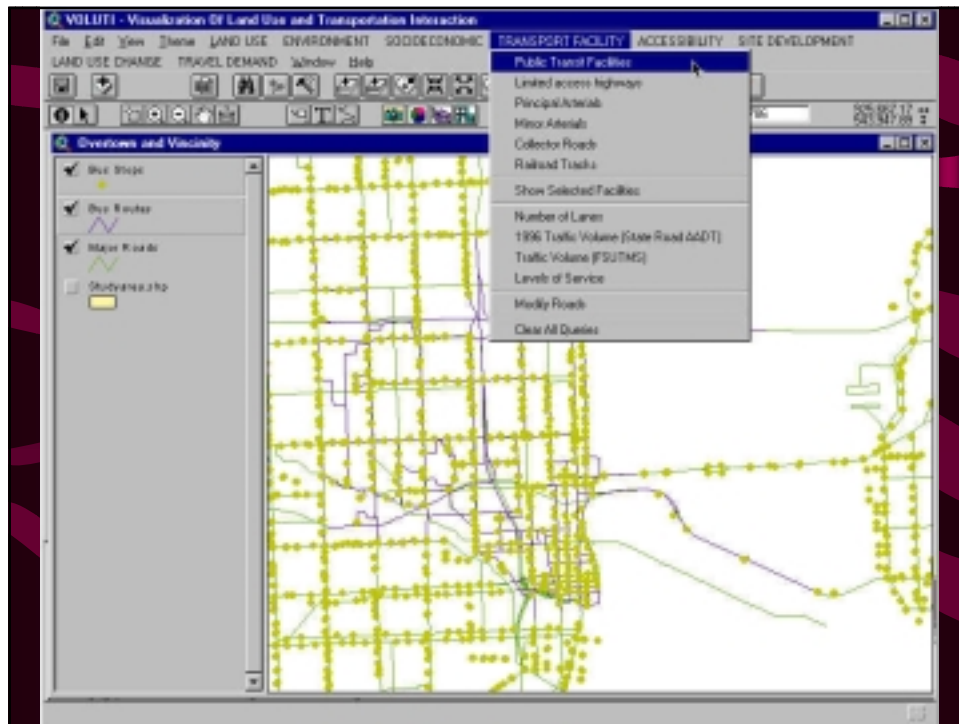 VOLUTI - Visualization Of Land Use and Transportation Interaction
File Edit View Theme LAND USE ENVIRONMENT SOCIOECONOMIC TRANSPORT FACILITY ACCESSIBILITY SITE DEVELOPMENT
LAND USE CHANGE TRAVEL DEMAND Window Help
Public Transit Facilities
Limited access highways
Principal Arterials
Minor Arterials
Collector Roads
Railroad Tracks
Show Selected Facilities
Number of Lanes
1996 Traffic Volume (State Road AADT)
Traffic Volume (FSUTMS)
Levels of Service
Modify Roads
Clear All Queries
Overtown and Vincinity
Bus Stops
Bus Routes
Major Roads
Studyarea.shp